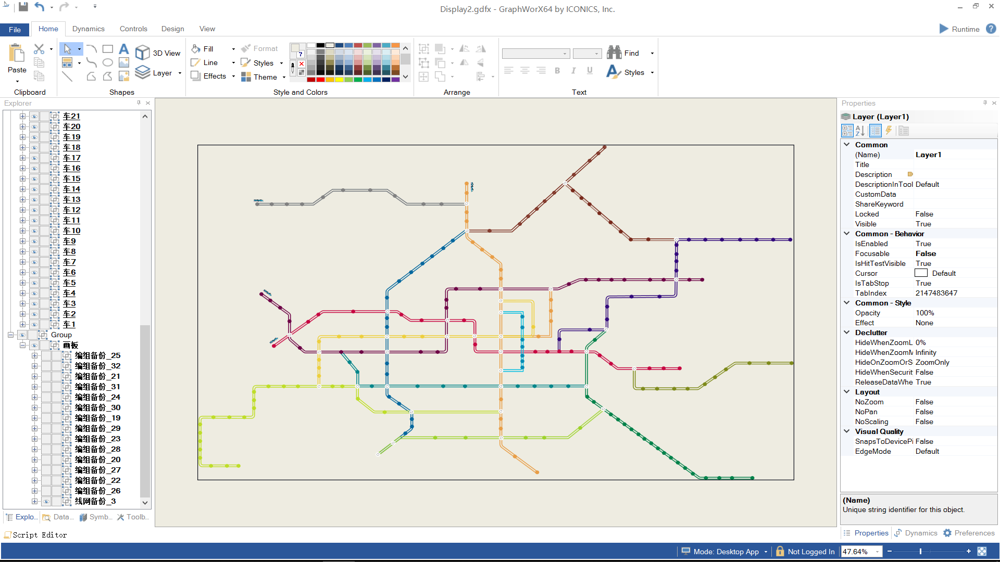 Display2.gdfx - GraphWorX64 by ICONICS, Inc.
File
Home
Dynamics
Controls
Design
View
Runtime
?
Paste
Clipboard
A
3D View
Layer
Shapes
Fill
Line
Effects
Format
Styles
Theme
?
Style and Colors
Arrange
B
I
U
Find
A
Styles
Text
Explorer
车21
车20
车19
车18
车17
车16
车15
车14
车13
车12
车11
车10
车9
车8
车7
车6
车5
车4
车3
车2
车1
Group
画板
编组备份_25
编组备份_32
编组备份_21
编组备份_31
编组备份_24
编组备份_30
编组备份_19
编组备份_29
编组备份_23
编组备份_28
编组备份_20
编组备份_27
编组备份_22
编组备份_26
线网备份_3
Explo...
Data...
Symb...
Toolb...
Script Editor
Properties
Layer (Layer1)
Common
(Name) Layer1
Title
Description
DescriptionInTool Default
CustomData
ShareKeyword
Locked False
Visible True
Common - Behavior
IsEnabled True
Focusable False
IsHitTestVisible True
Cursor Default
IsTabStop True
TabIndex 2147483647
Common - Style
Opacity 100%
Effect None
Declutter
HideWhenZoomL 0%
HideWhenZoomM Infinity
HideOnZoomOrS ZoomOnly
HideWhenSecurit False
ReleaseDataWhe True
Layout
NoZoom False
NoPan False
NoScaling False
Visual Quality
SnapsToDevicePi False
EdgeMode Default
(Name)
Unique string identifier for this object.
Properties
Dynamics
Preferences
Mode: Desktop App
Not Logged In
47.64%